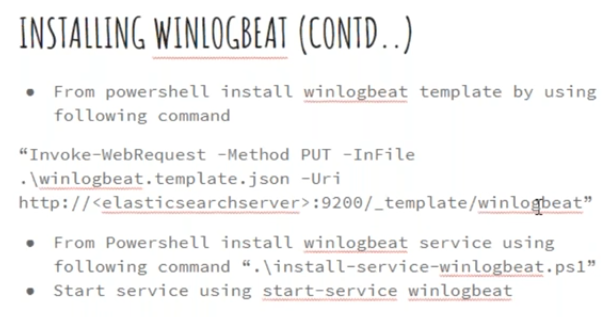 INSTALLING WINLOGBEAT (CONTD..)
● From powershell install winlogbeat template by using
following command
“Invoke-WebRequest -Method PUT -InFile
.\winlogbeat.template.json -Uri
http://<elasticsearchserver>:9200/_template/winlogbeat”
● From Powershell install winlogbeat service using
following command “.\install-service-winlogbeat.ps1”
● Start service using start-service winlogbeat